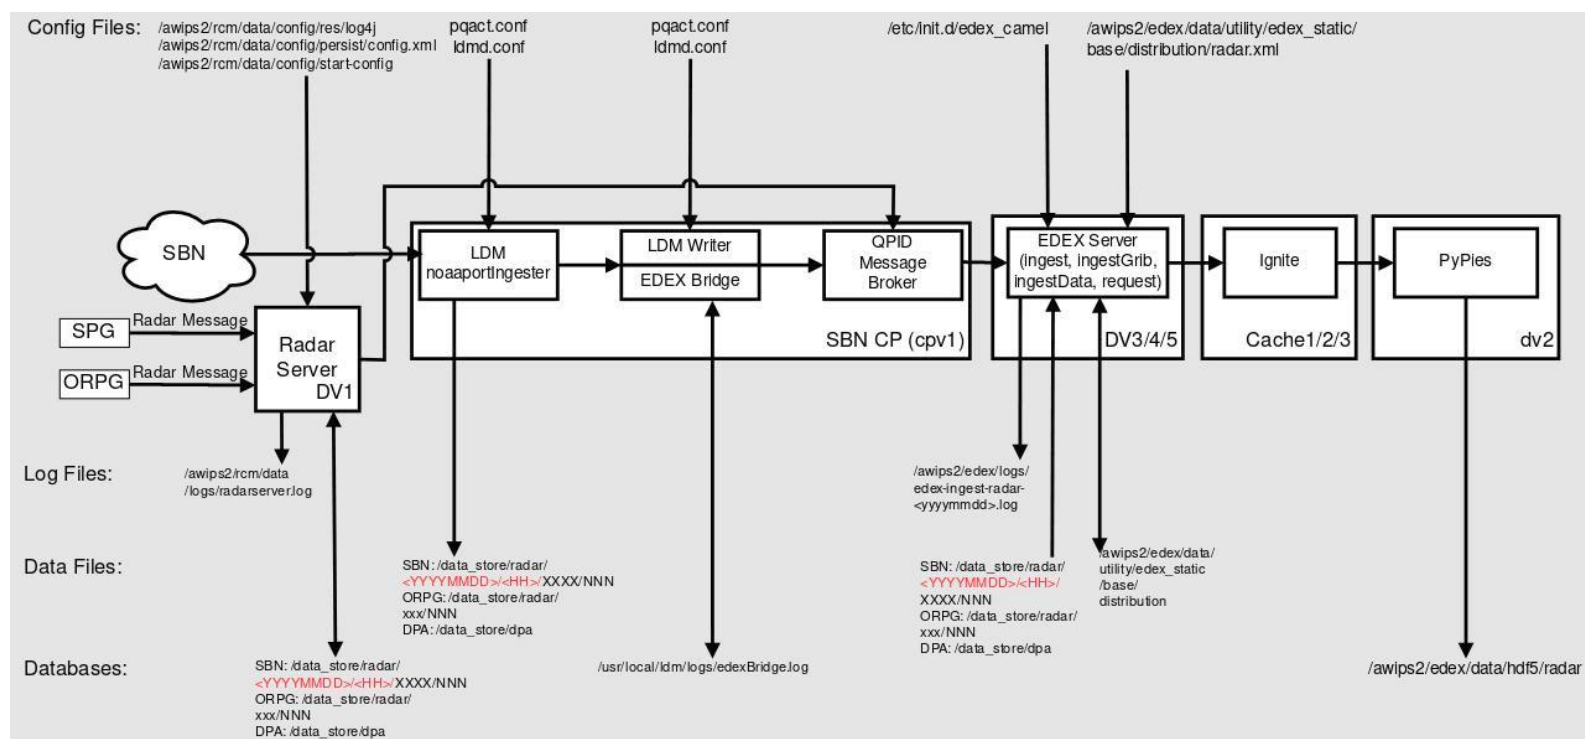 Config Files:
/awips2/rcm/data/config/res/log4j
/awips2/rcm/data/config/persist/config.xml
/awips2/rcm/data/config/start-config
pqact.conf
ldmd.conf
pqact.conf
ldmd.conf
/etc/init.d/edex_camel
/awips2/edex/data/utility/edex_static/
base/distribution/radar.xml
SBN
LDM
noaaportIngester
LDM Writer
EDEX Bridge
QPID
Message
Broker
SBN CP (cpv1)
EDEX Server
(ingest, ingestGrib,
ingestData, request)
DV3/4/5
Ignite
Cache1/2/3
PyPies
dv2
SPG
Radar Message
ORPG
Radar Message
Radar
Server
DV1
Log Files:
/awips2/rcm/data
/logs/radarserver.log
/awips2/edex/logs/
edex-ingest-radar-
<yyyymmdd>.log
Data Files:
SBN: /data_store/radar/
<YYYYMMDD>/<HH>/XXXX/NNN
ORPG: /data_store/radar/
xxx/NNN
DPA: /data_store/dpa
SBN: /data_store/radar/
<YYYYMMDD>/<HH>/
XXXX/NNN
ORPG: /data_store/radar/
xxx/NNN
DPA: /data_store/dpa
/awips2/edex/data/
utility/edex_static
/base/
distribution
Databases:
SBN: /data_store/radar/
<YYYYMMDD>/<HH>/XXXX/NNN
ORPG: /data_store/radar/
xxx/NNN
DPA: /data_store/dpa
/usr/local/ldm/logs/edexBridge.log
/awips2/edex/data/hdf5/radar